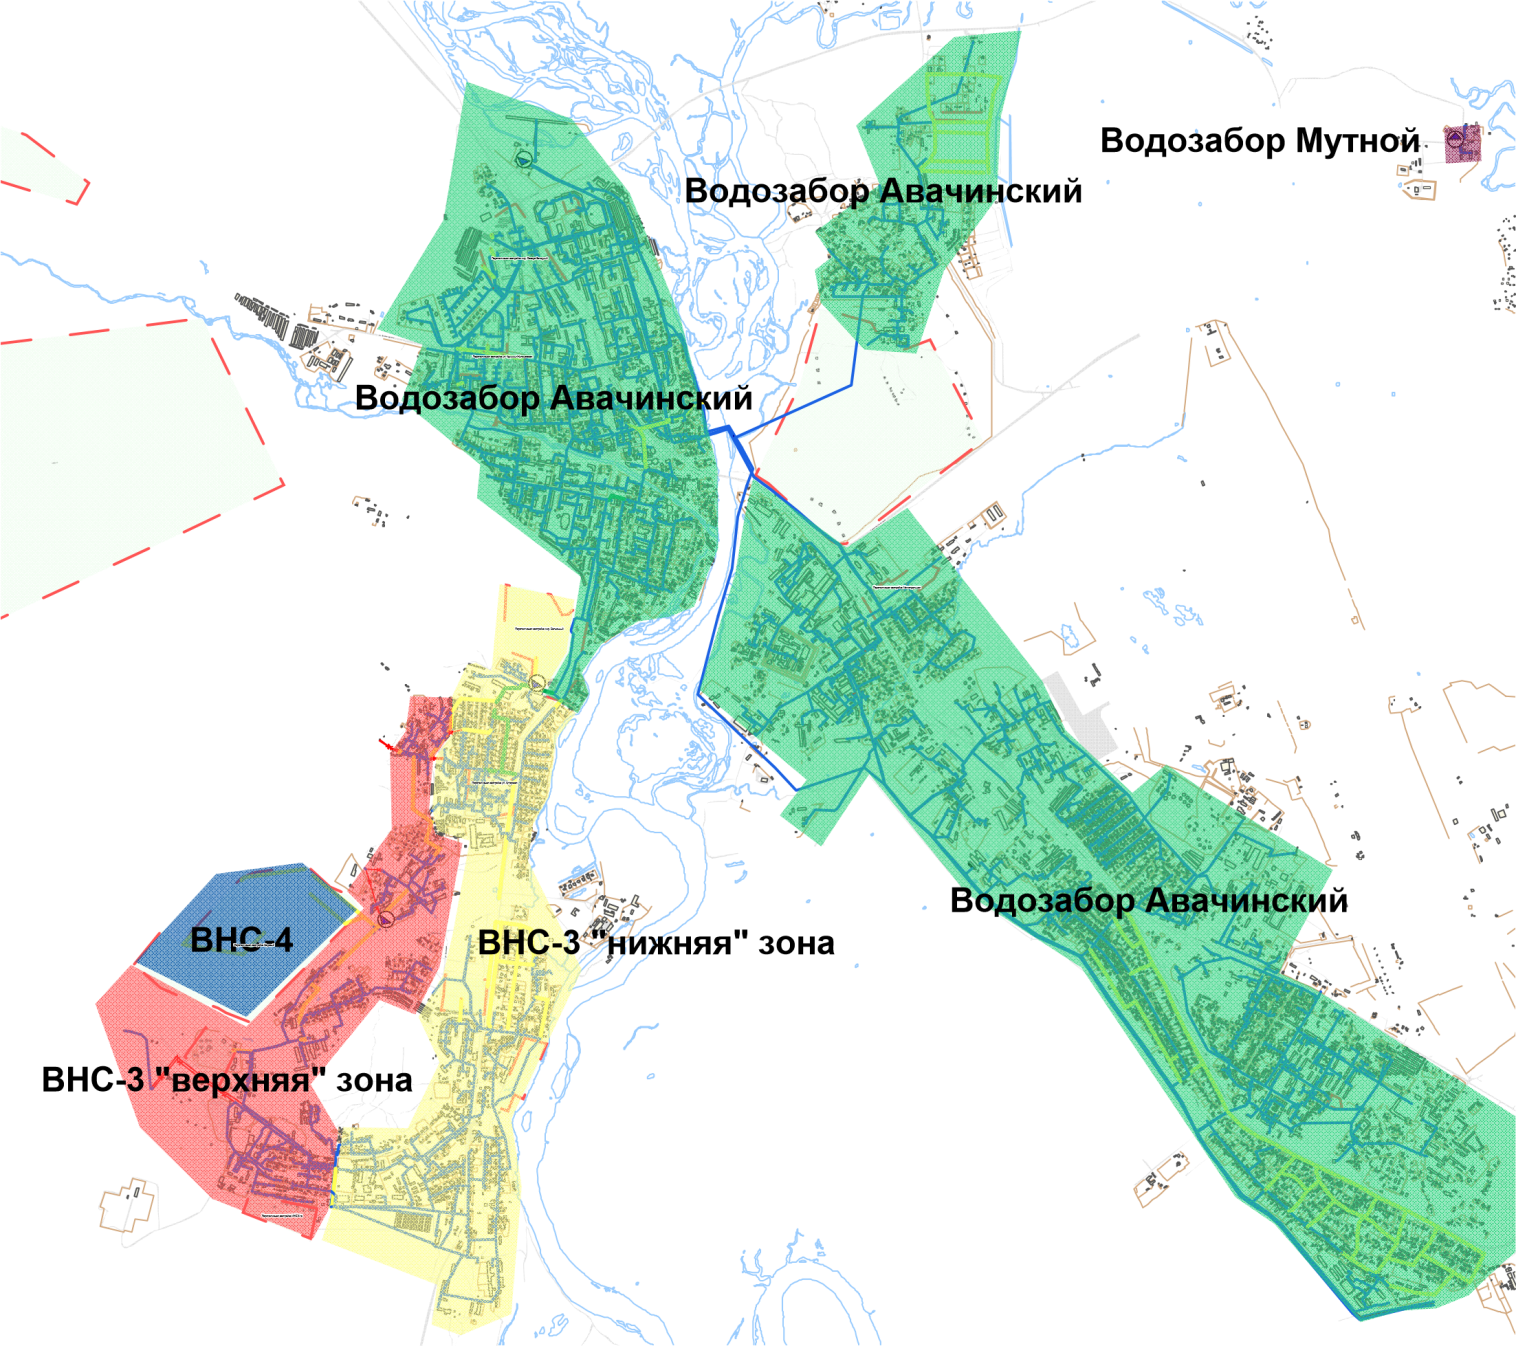 Водозабор Мутной
Водозабор Авачинский
Водозабор Авачинский
Водозабор Авачинский
ВНС-4
ВНС-3 "нижняя" зона
ВНС-3 "верхняя" зона